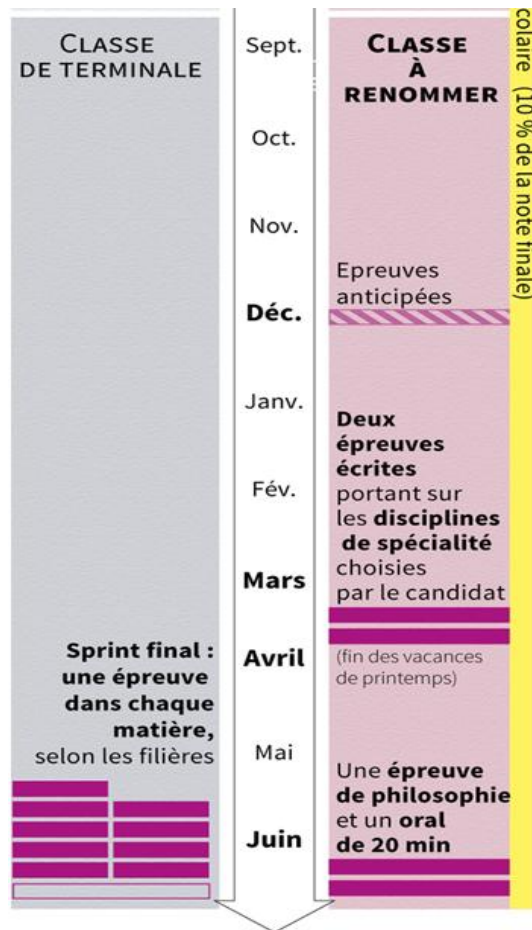 CLASSE
DE TERMINALE
Sprint final :
une épreuve
dans chaque
matière,
selon les filières
Sept.
Oct.
Nov.
Déc.
Janv.
Fév.
Mars
Avril
Mai
Juin
CLASSE
À
RENOMMER
Epreuves
anticipées
Deux
épreuves
écrites
portant sur
les disciplines
de spécialité
choisies
par le candidat
(fin des vacances
de printemps)
Une épreuve
de philosophie
et un oral
de 20 min
colaire (10 % de la note finale)